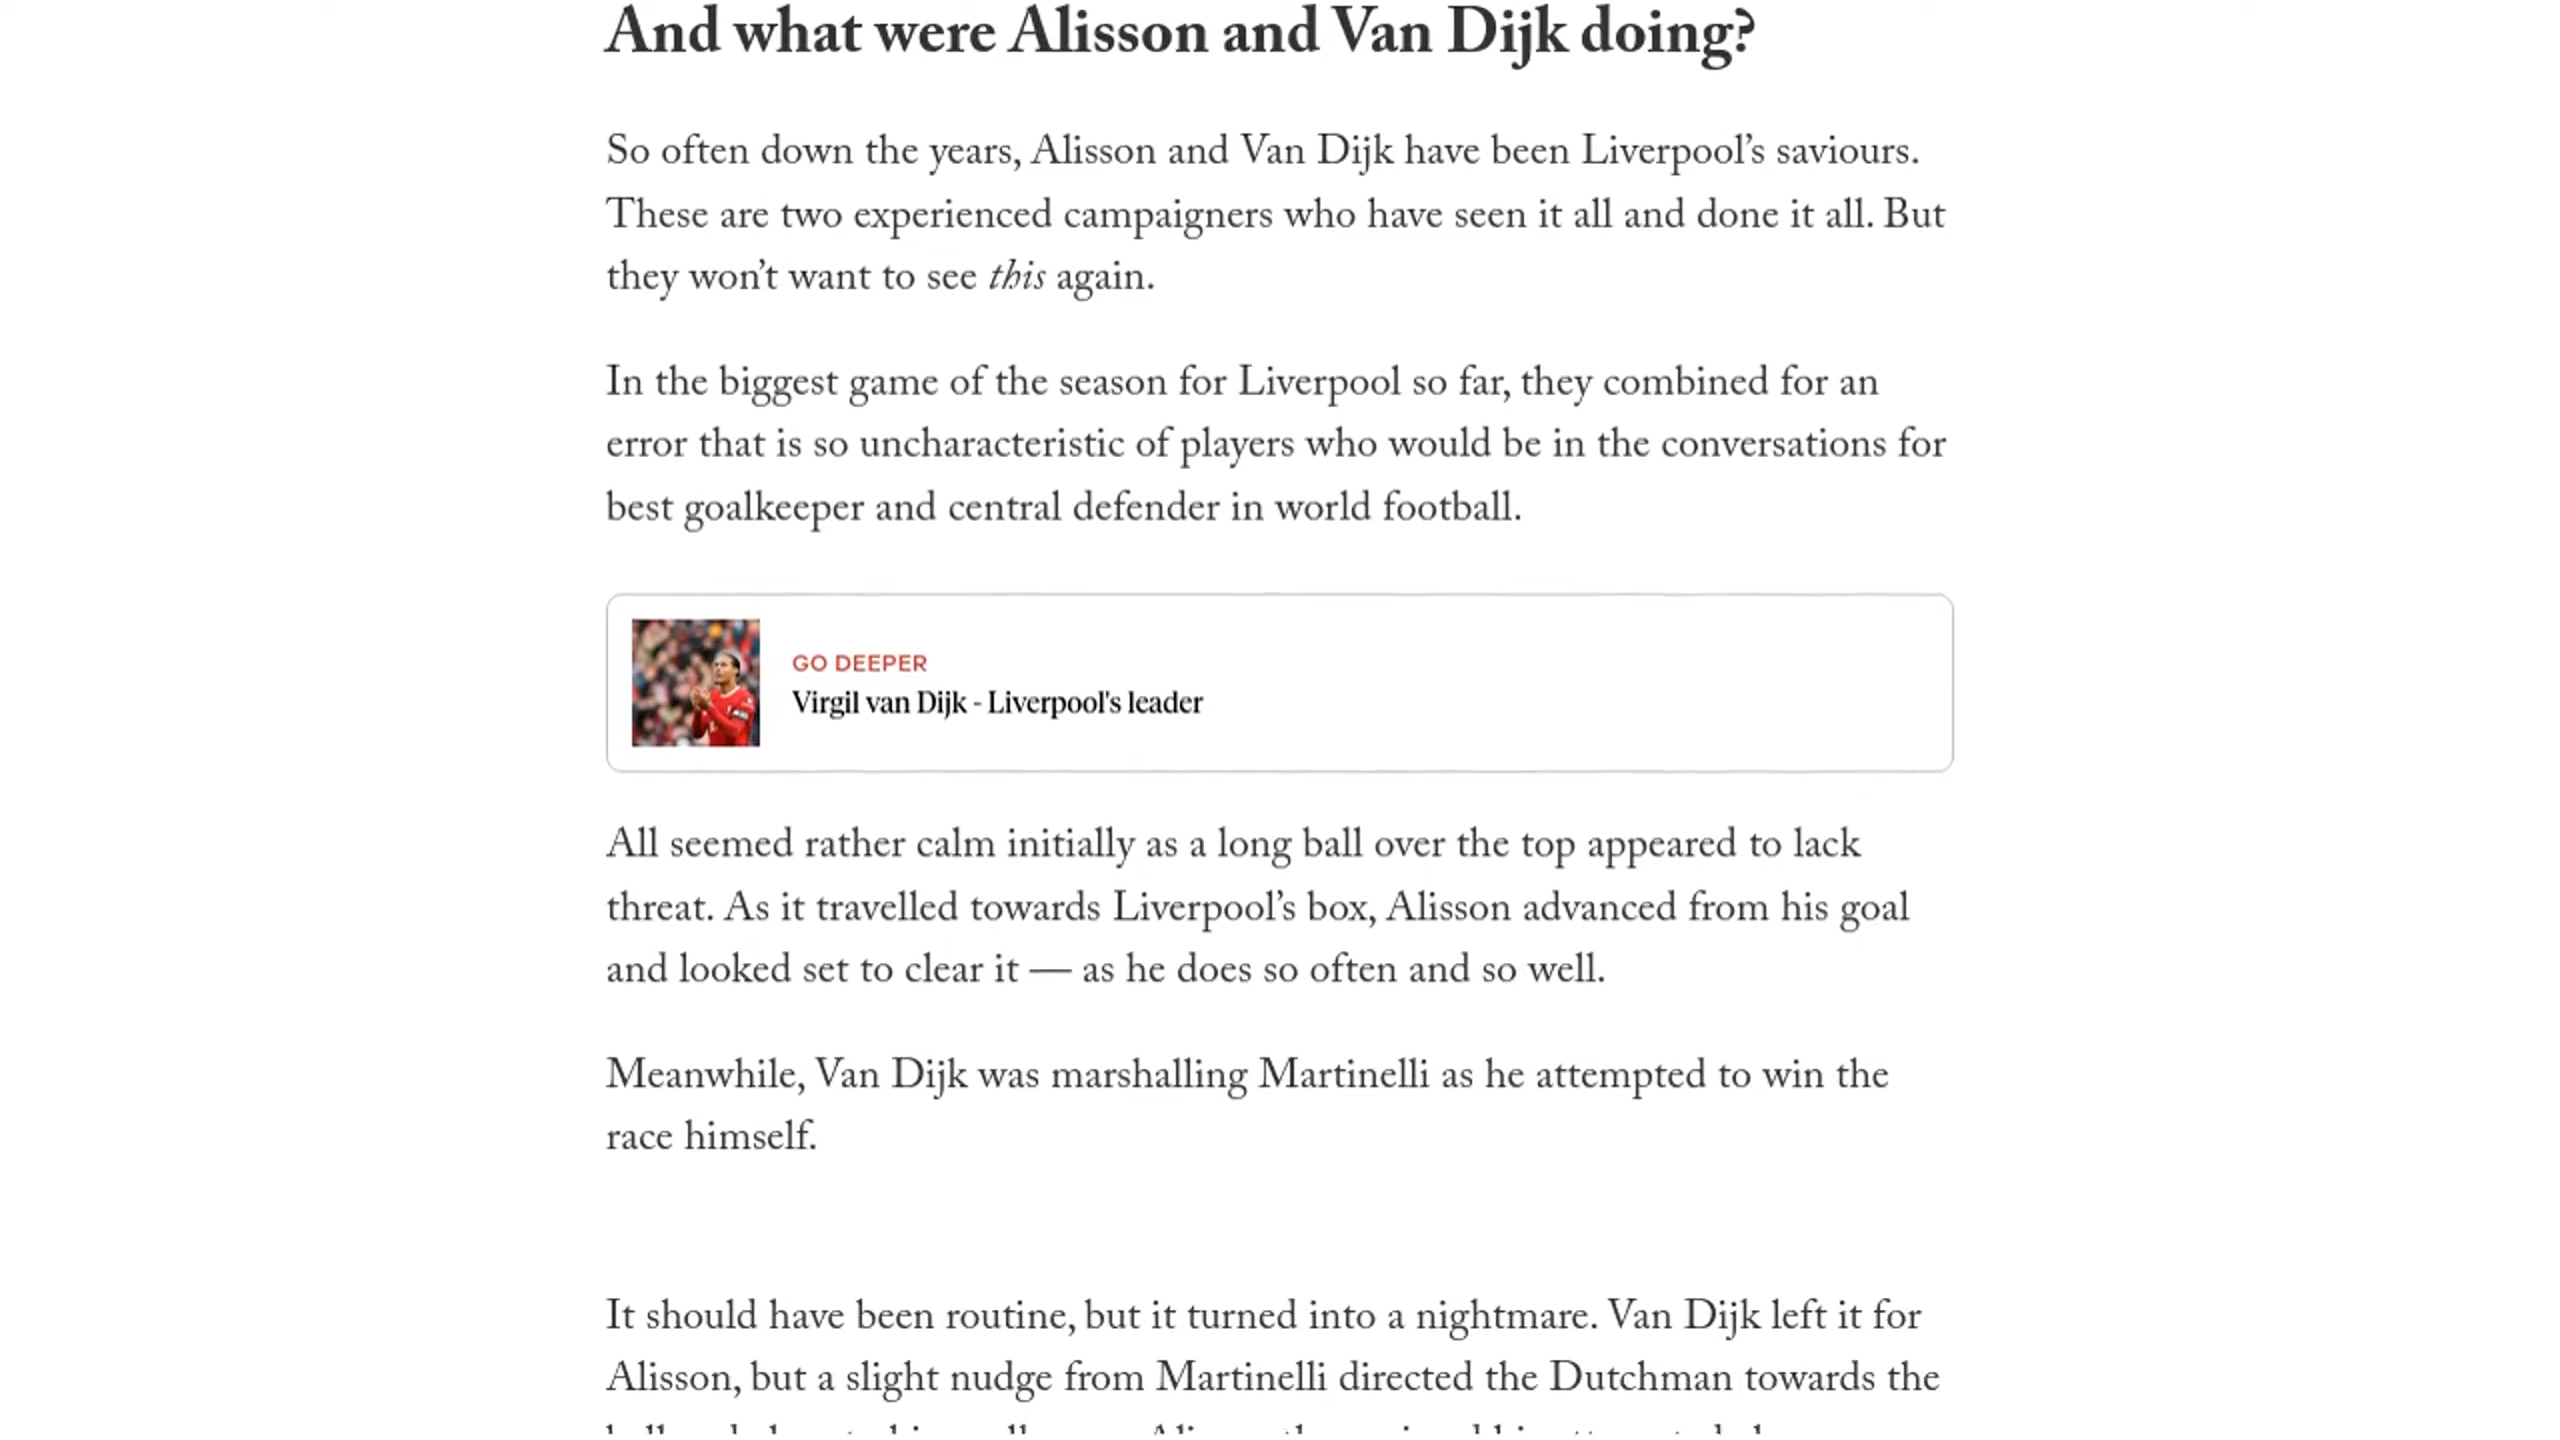 And what were Alisson and Van Dijk doing?
So often down the years, Alisson and Van Dijk have been Liverpool’s saviours.
These are two experienced campaigners who have seen it all and done it all. But
they won’t want to see this again.
In the biggest game of the season for Liverpool so far, they combined for an
error that is so uncharacteristic of players who would be in the conversations for
best goalkeeper and central defender in world football.
GO DEEPER
Virgil van Dijk - Liverpool's leader
All seemed rather calm initially as a long ball over the top appeared to lack
threat. As it travelled towards Liverpool’s box, Alisson advanced from his goal
and looked set to clear it — as he does so often and so well.
Meanwhile, Van Dijk was marshalling Martinelli as he attempted to win the
race himself.
It should have been routine, but it turned into a nightmare. Van Dijk left it for
Alisson, but a slight nudge from Martinelli directed the Dutchman towards the